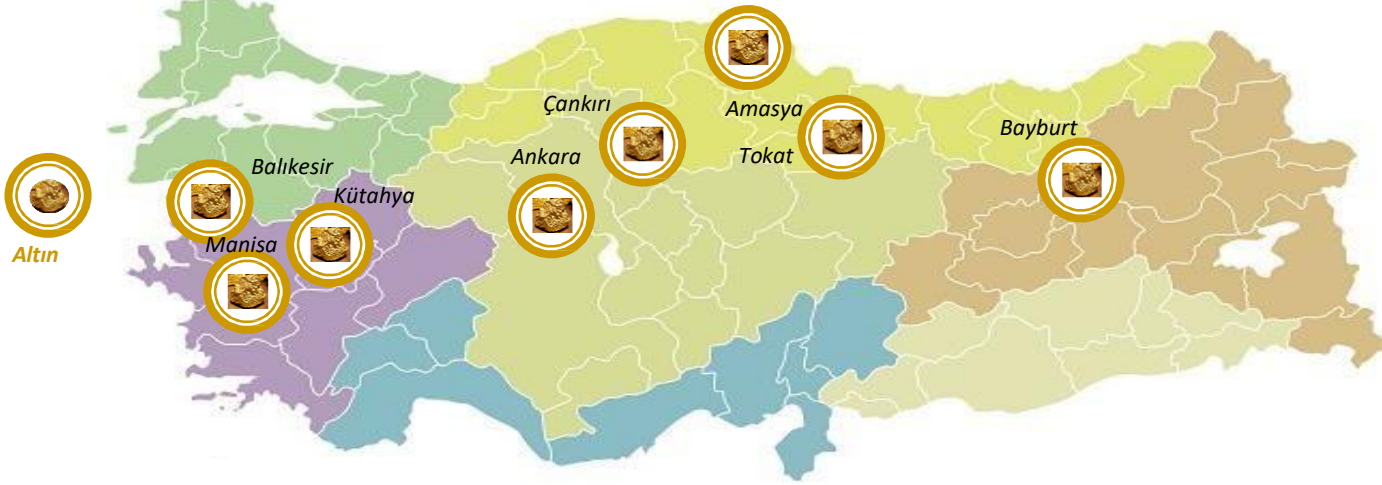 Çankırı
Amasya
Bayburt
Ankara
Tokat
Balıkesir
Kütahya
Manisa
Altın